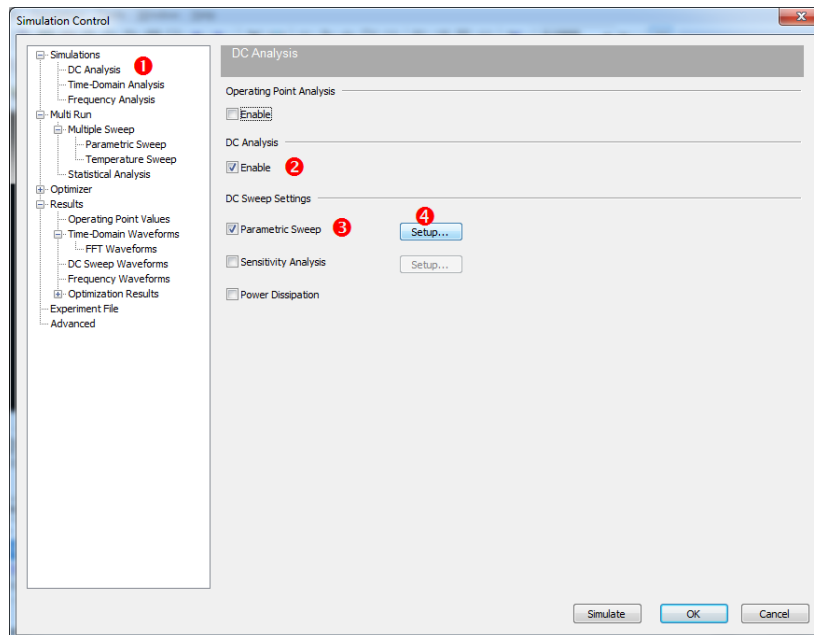 Simulation Control
Simulations
DC Analysis 1
Time-Domain Analysis
Frequency Analysis
Multi Run
Multiple Sweep
Parametric Sweep
Temperature Sweep
Statistical Analysis
Optimizer
Results
Operating Point Values
Time-Domain Waveforms
FFT Waveforms
DC Sweep Waveforms
Frequency Waveforms
Optimization Results
Experiment File
Advanced
DC Analysis
Operating Point Analysis
Enable
DC Analysis
Enable 2
DC Sweep Settings
4
Parametric Sweep 3 Setup...
Sensitivity Analysis Setup...
Power Dissipation
Simulate OK Cancel